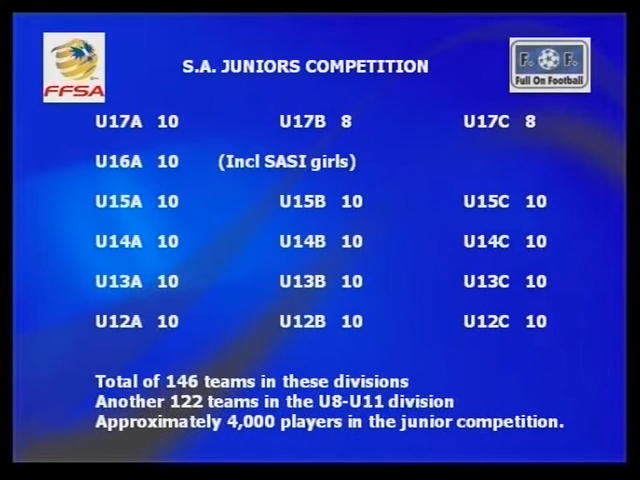 S.A. JUNIORS COMPETITION
FFSA
F. F.
Full On Football
U17A 10 U17B 8 U17C 8
U16A 10 (Incl SASI girls)
U15A 10 U15B 10 U15C 10
U14A 10 U14B 10 U14C 10
U13A 10 U13B 10 U13C 10
U12A 10 U12B 10 U12C 10
Total of 146 teams in these divisions
Another 122 teams in the U8-U11 division
Approximately 4,000 players in the junior competition.